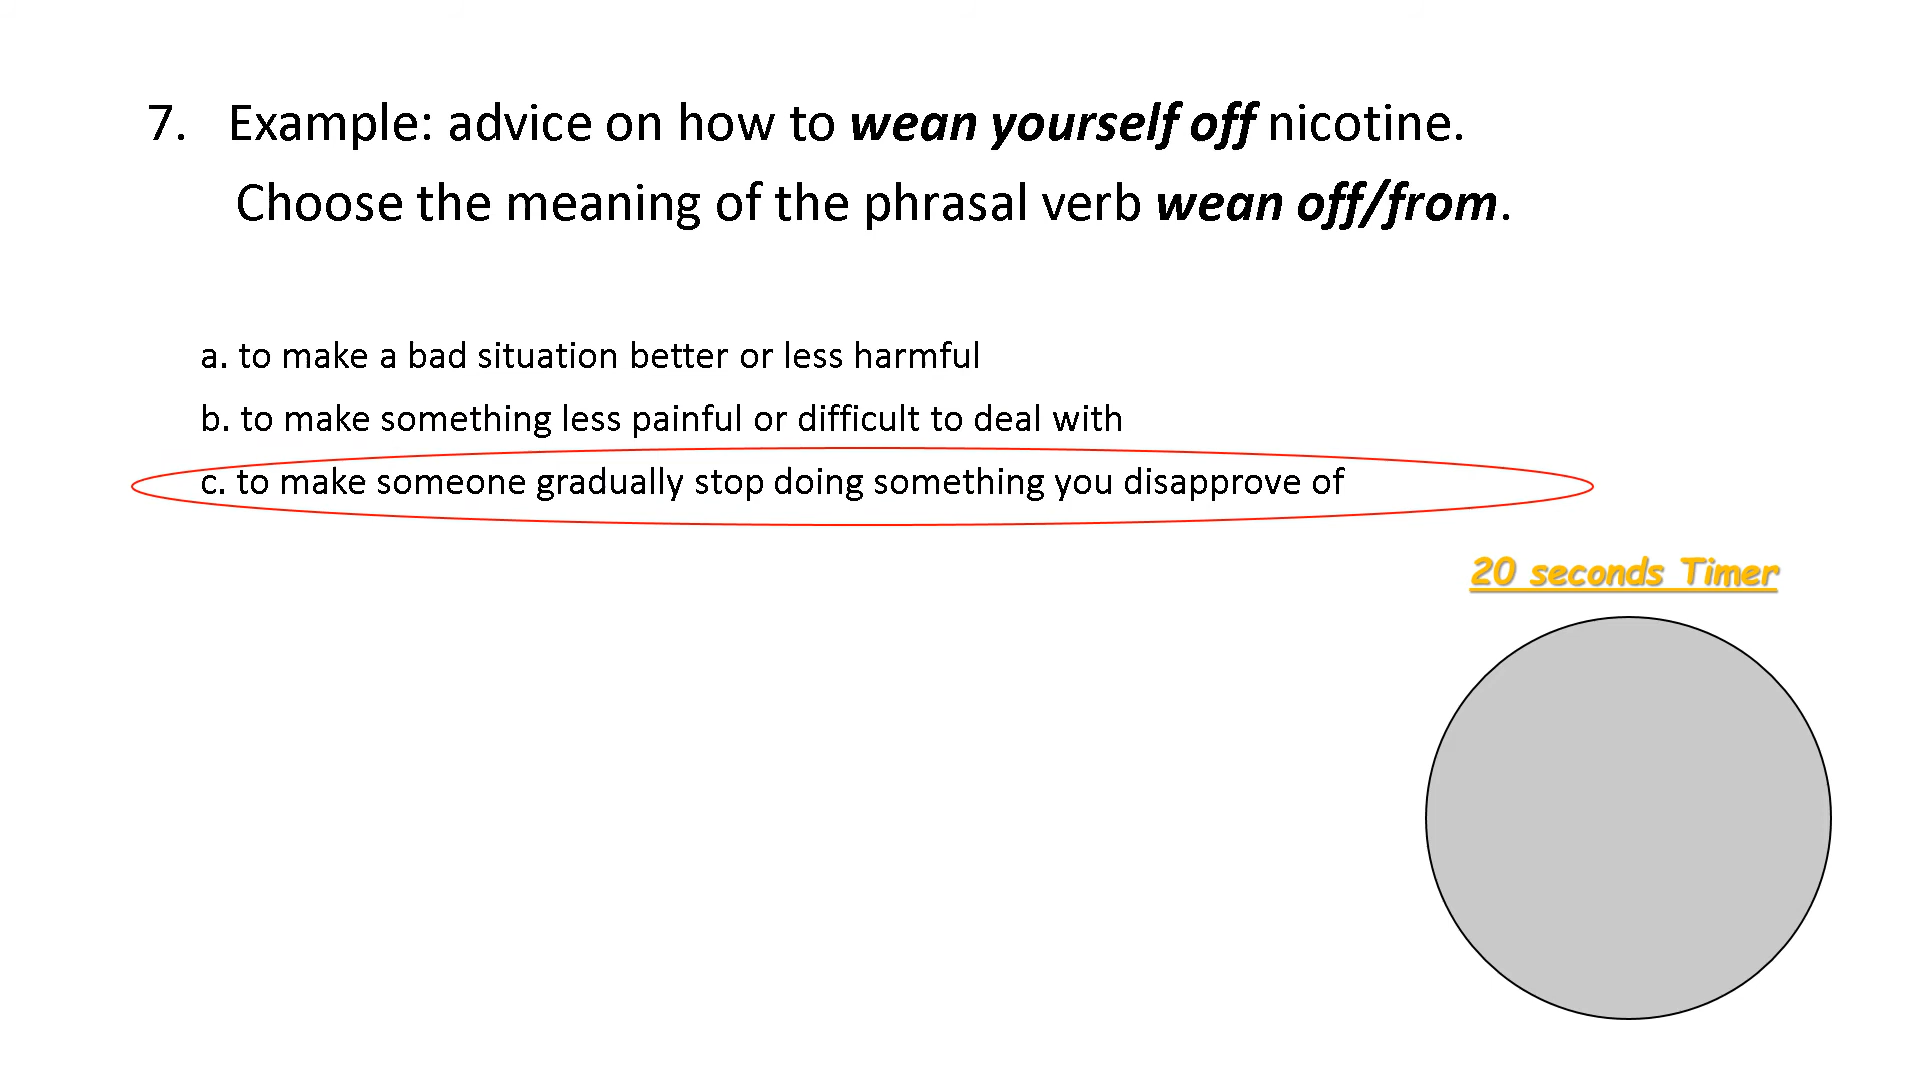 7. Example: advice on how to wean yourself off nicotine.
Choose the meaning of the phrasal verb wean off/from.
a. to make a bad situation better or less harmful
b. to make something less painful or difficult to deal with
c. to make someone gradually stop doing something you disapprove of
20 seconds Timer